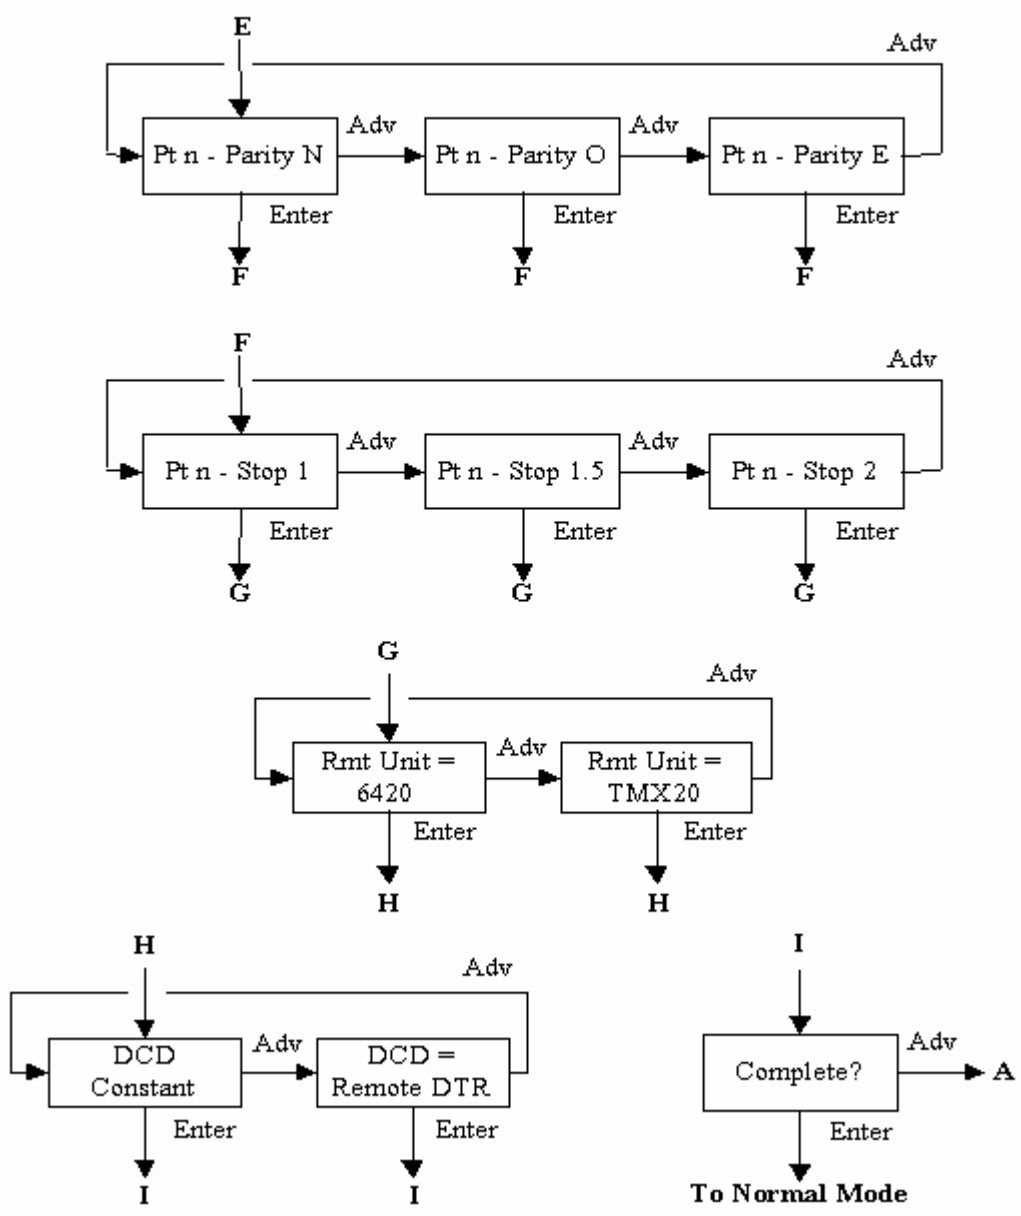 E
Adv
Pt n - Parity N
Adv
Pt n - Parity O
Adv
Pt n - Parity E
Enter
Enter
Enter
F
F
F
F
Adv
Pt n - Stop 1
Adv
Pt n - Stop 1.5
Adv
Pt n - Stop 2
Enter
Enter
Enter
G
G
G
G
Adv
Rmt Unit =
6420
Adv
Rmt Unit =
TMX20
Enter
Enter
H
H
H
Adv
DCD
Constant
Adv
DCD =
Remote DTR
Enter
Enter
I
I
I
Complete?
Adv
A
Enter
To Normal Mode